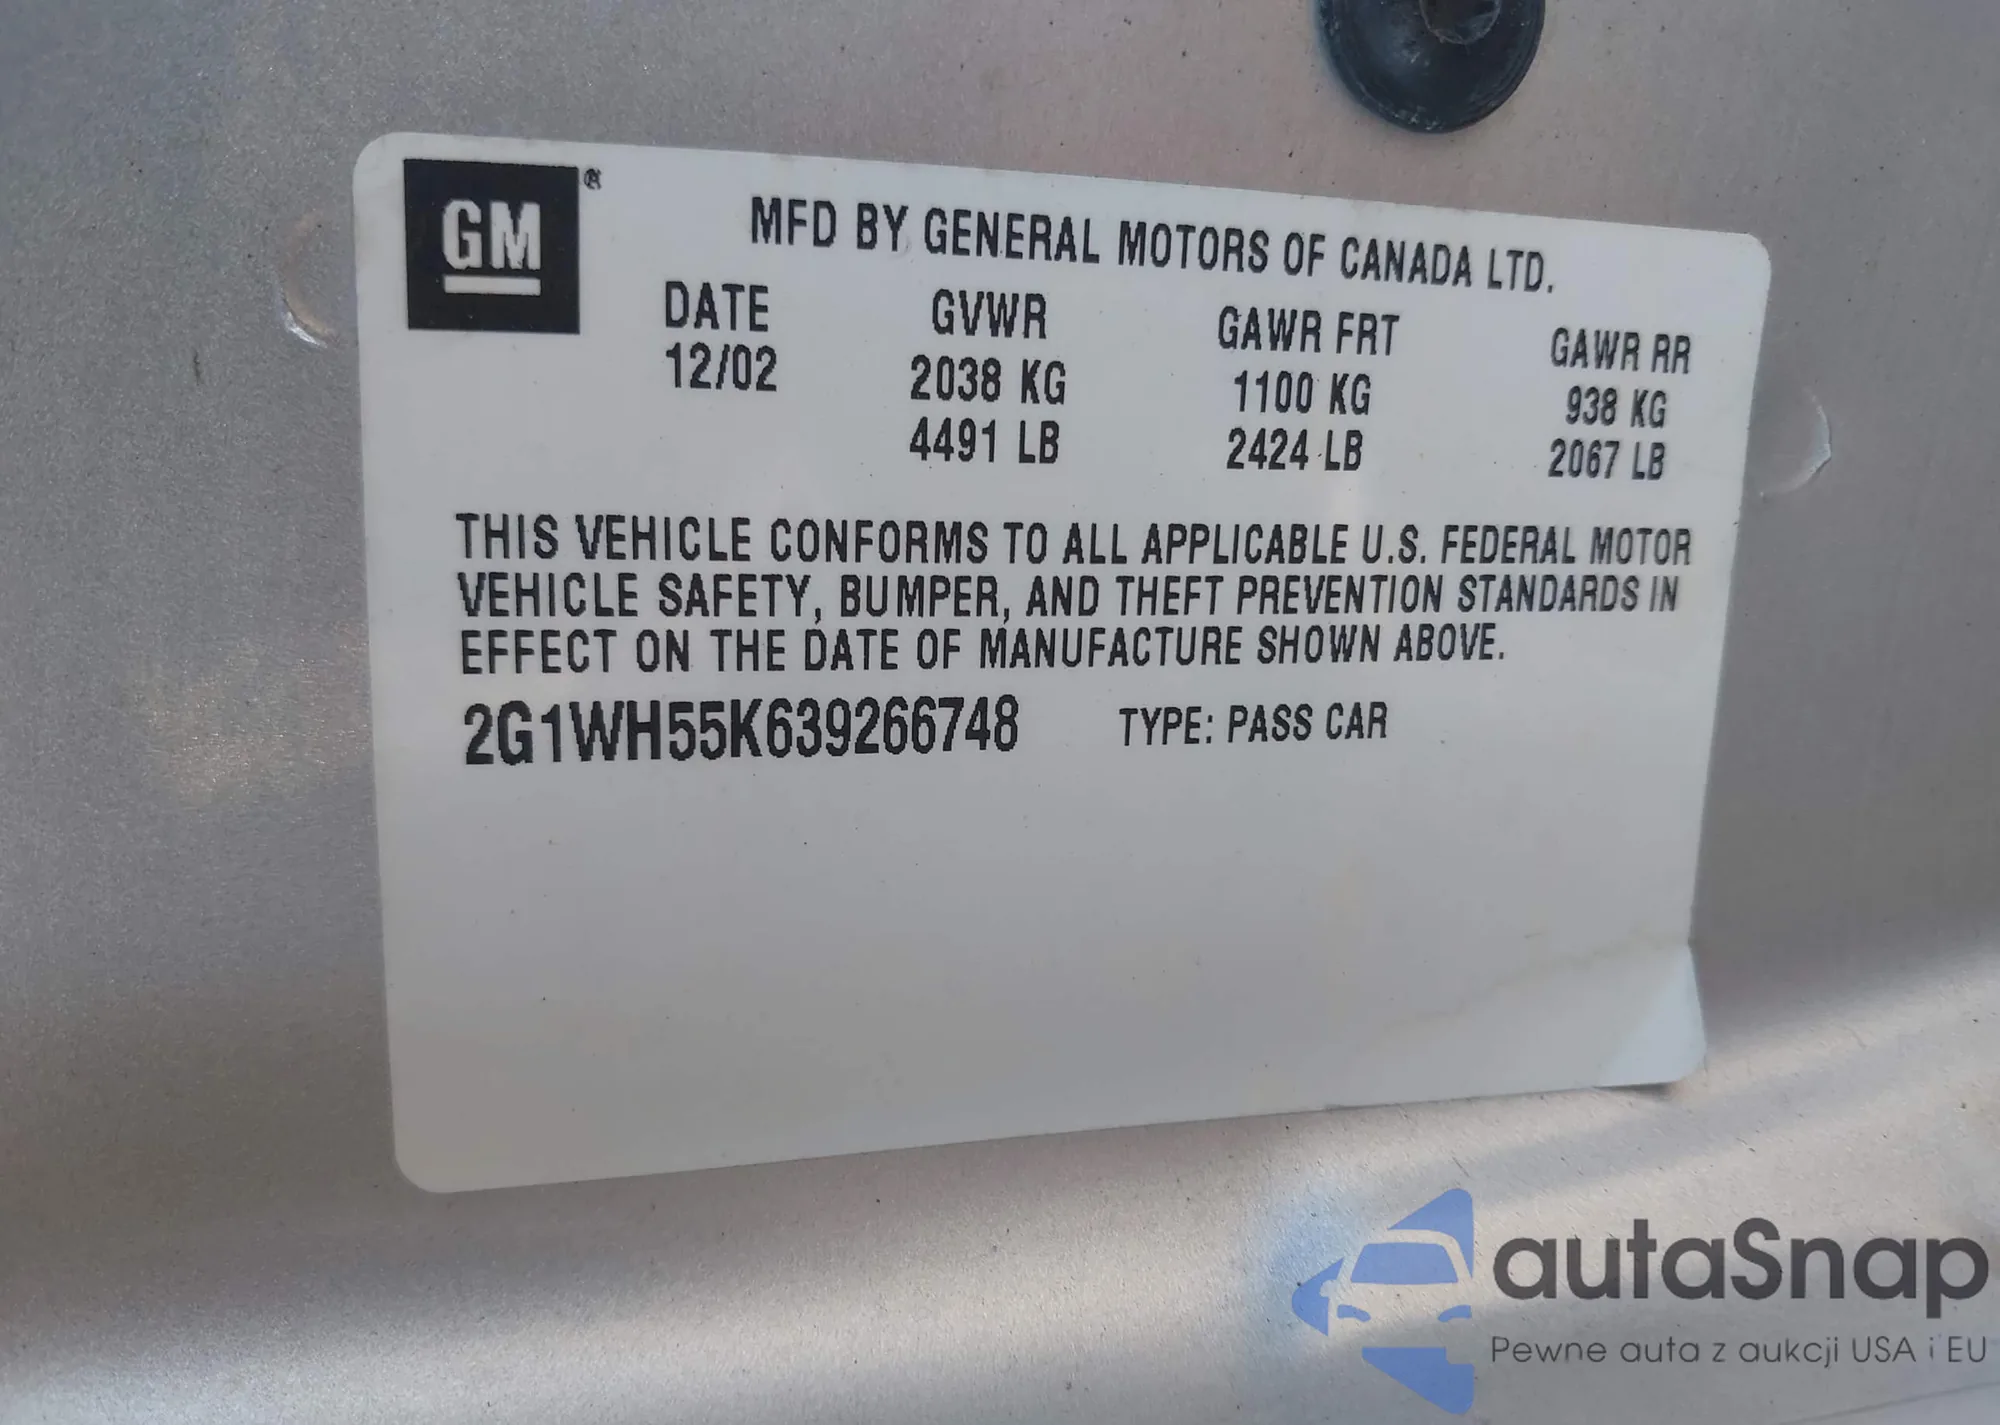 GM®
MFD BY GENERAL MOTORS OF CANADA LTD.
DATE GVWR GAWR FRT GAWR RR
12/02 2038 KG 1100 KG 938 KG
4491 LB 2424 LB 2067 LB
THIS VEHICLE CONFORMS TO ALL APPLICABLE U.S. FEDERAL MOTOR
VEHICLE SAFETY, BUMPER, AND THEFT PREVENTION STANDARDS IN
EFFECT ON THE DATE OF MANUFACTURE SHOWN ABOVE.
2G1WH55K639266748 TYPE: PASS CAR
autaSnap
Pewne auta z aukcji USA i EU